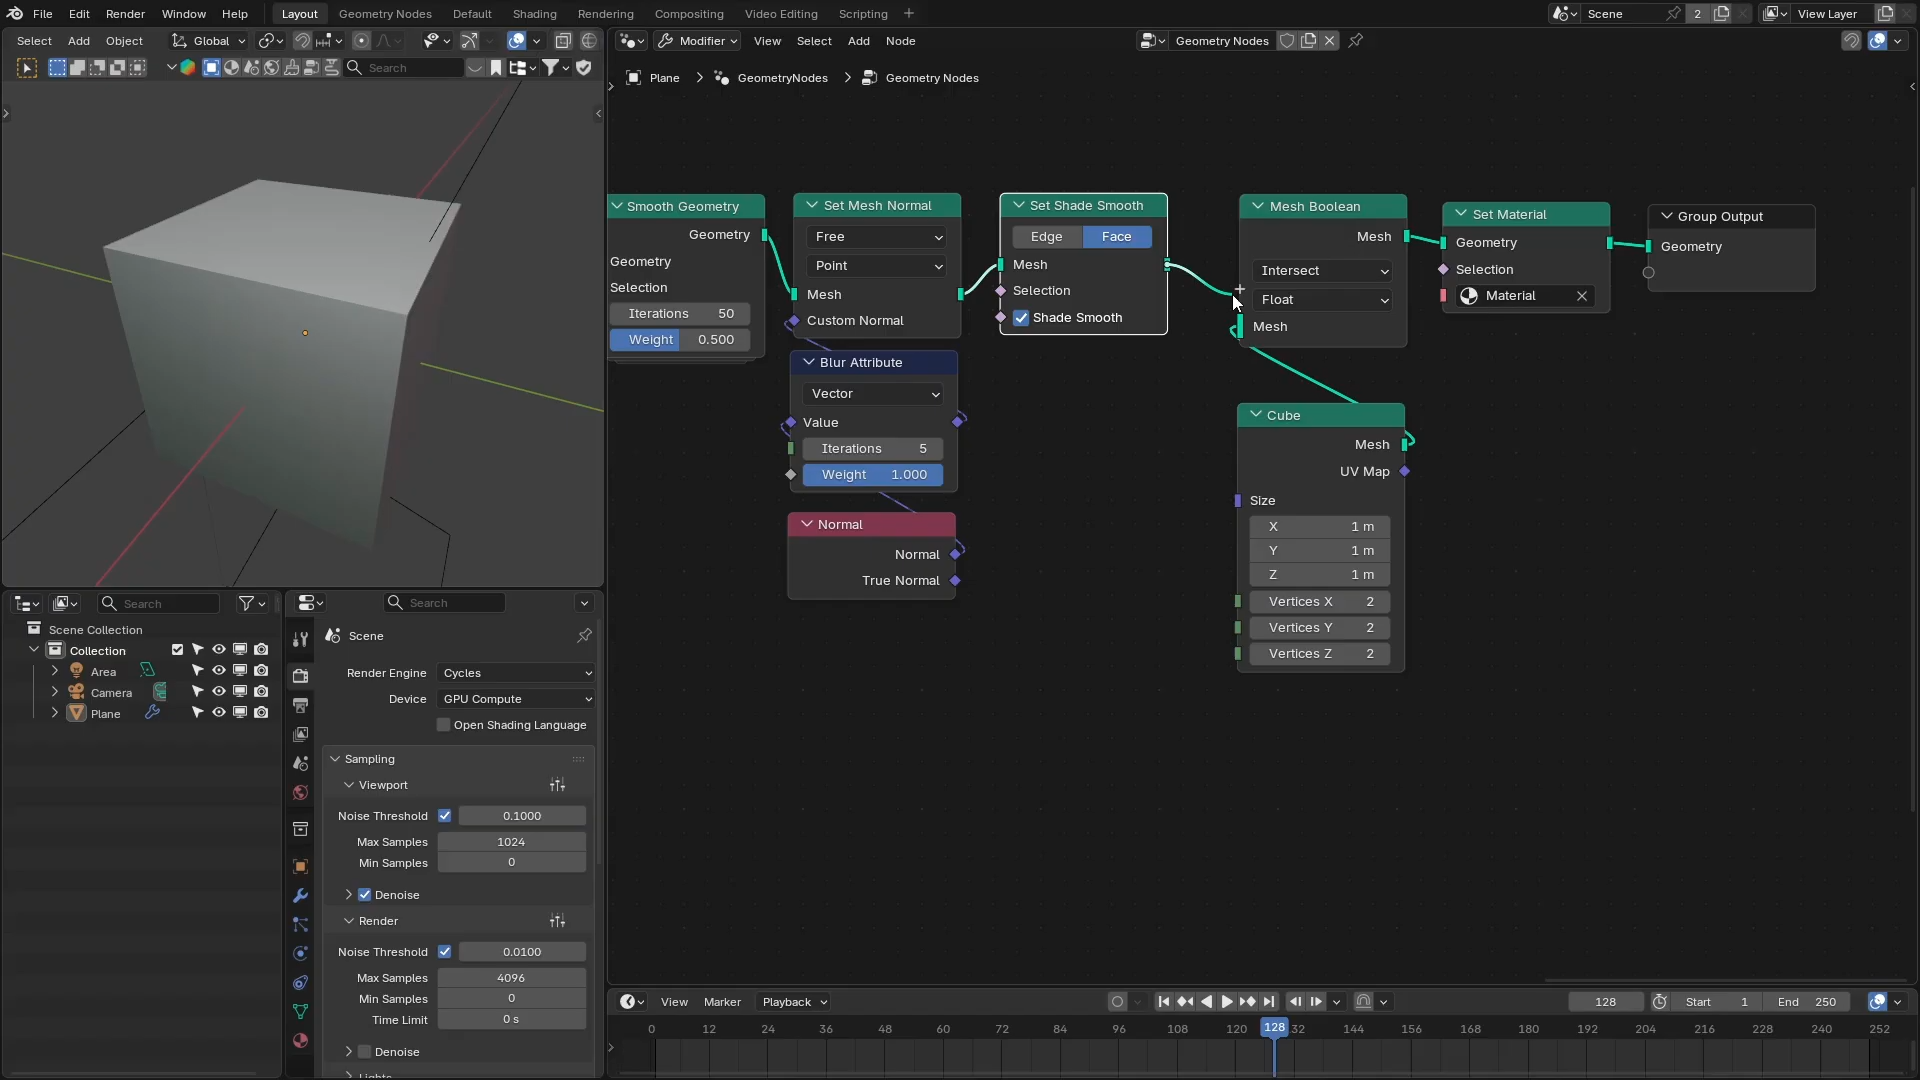 File Edit Render Window Help Layout Geometry Nodes Default Shading Rendering Compositing Video Editing Scripting Scene 2 View Layer
Select Add Object Global
Search
Modifier View Select Add Node Geometry Nodes
Plane GeometryNodes Geometry Nodes
Smooth Geometry
Geometry
Geometry
Selection
Iterations 50
Weight 0.500
Set Mesh Normal
Free
Point
Mesh
Custom Normal
Blur Attribute
Vector
Value
Iterations 5
Weight 1.000
Normal
Normal
True Normal
Set Shade Smooth
Edge Face
Mesh
Selection
Shade Smooth
Mesh Boolean
Mesh
Intersect
Float
Mesh
Cube
Mesh
UV Map
Size
X 1 m
Y 1 m
Z 1 m
Vertices X 2
Vertices Y 2
Vertices Z 2
Set Material
Geometry
Selection
Material
Group Output
Geometry
Search
Scene Collection
Collection
Area
Camera
Plane
Search
Scene
Render Engine Cycles
Device GPU Compute
Open Shading Language
Sampling
Viewport
Noise Threshold 0.1000
Max Samples 1024
Min Samples 0
Denoise
Render
Noise Threshold 0.0100
Max Samples 4096
Min Samples 0
Time Limit 0 s
Denoise
Lights
View Marker Playback 128 Start 1 End 250
0 12 24 36 48 60 72 84 96 108 120 128 32 144 156 168 180 192 204 216 228 240 252